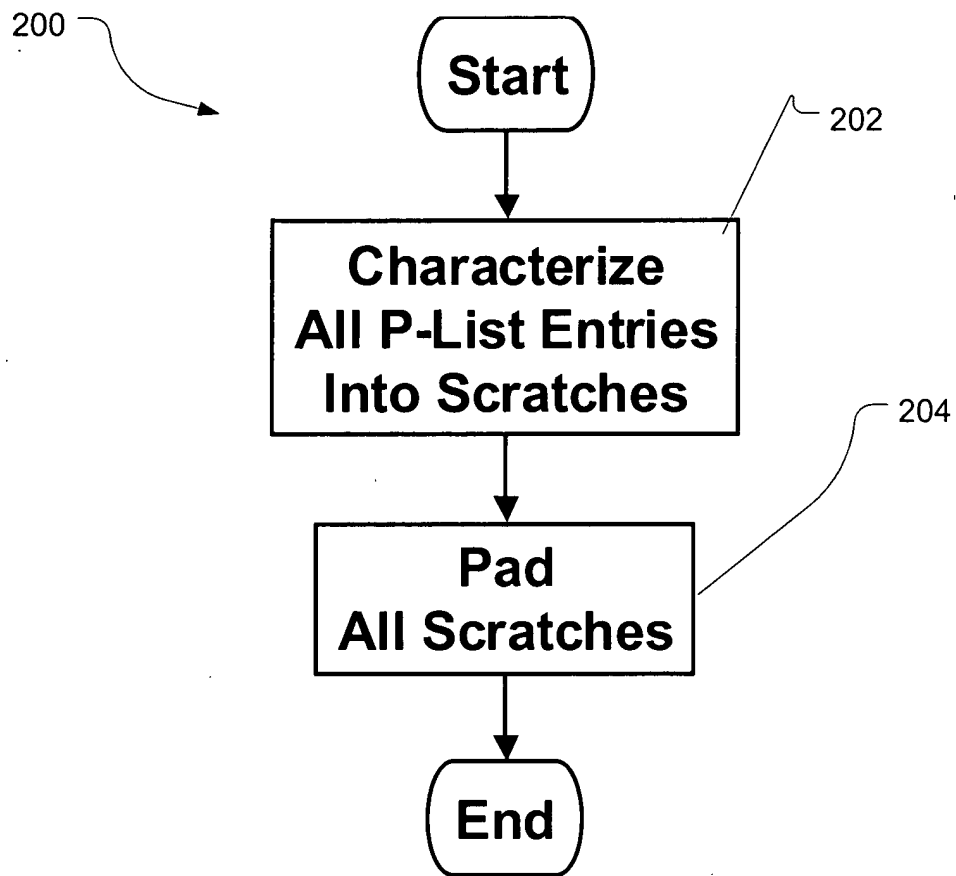 200
Start
202
Characterize
All P-List Entries
Into Scratches
204
Pad
All Scratches
End